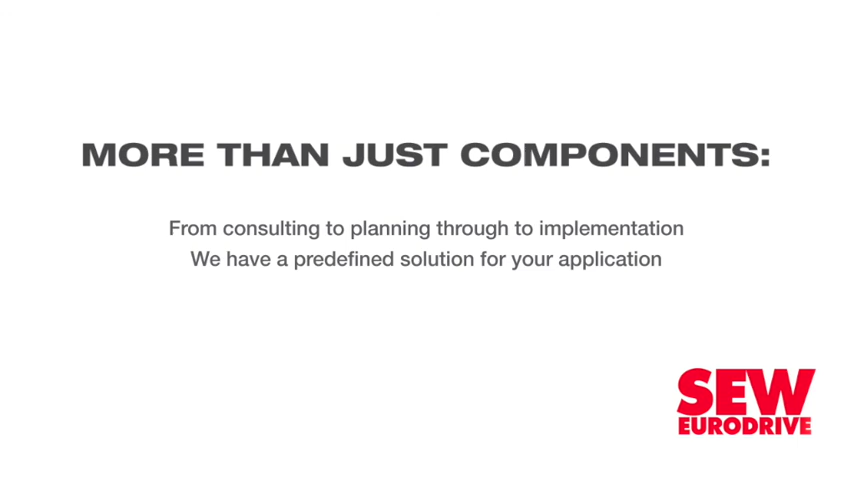 MORE THAN JUST COMPONENTS:
From consulting to planning through to implementation
We have a predefined solution for your application
SEW
EURODRIVE